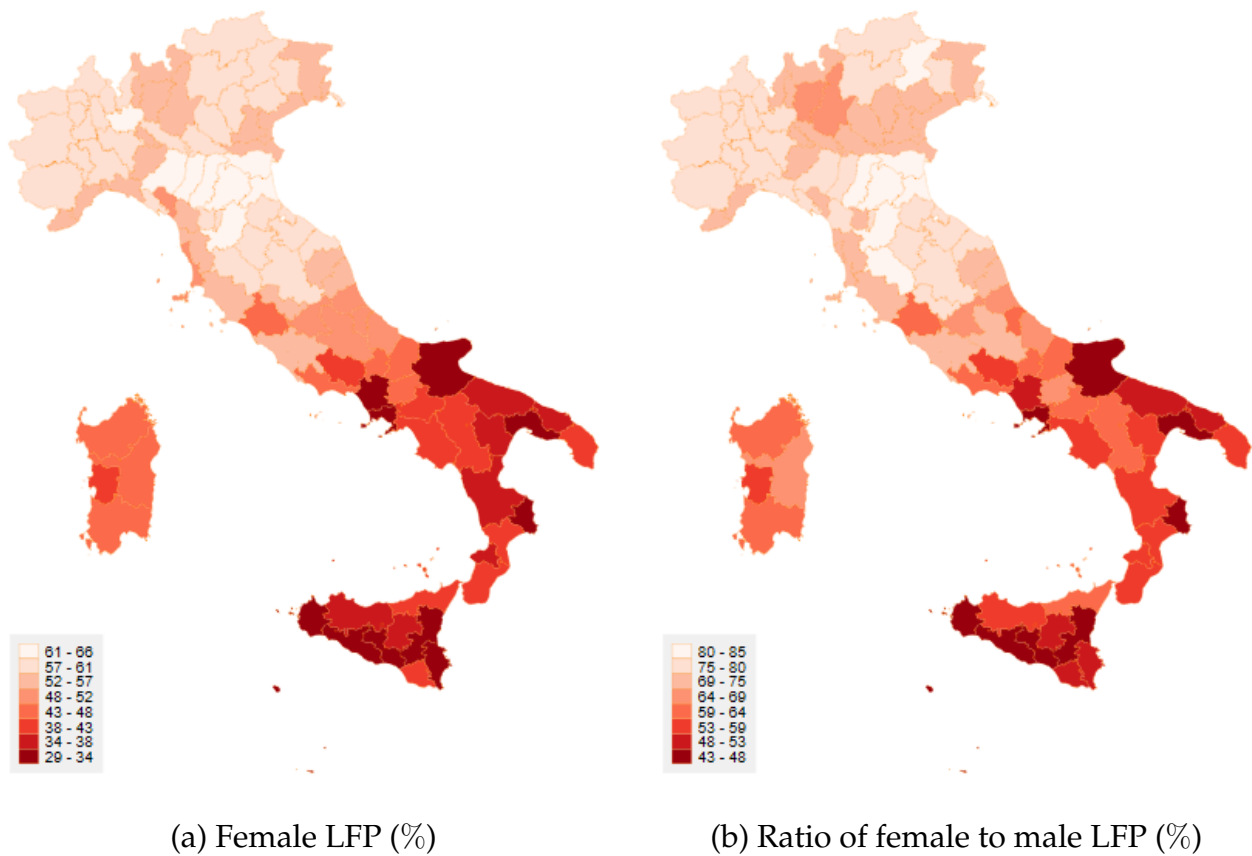 61 - 66
57 - 61
52 - 57
48 - 52
43 - 48
38 - 43
34 - 38
29 - 34
80 - 85
75 - 80
69 - 75
64 - 69
59 - 64
53 - 59
48 - 53
43 - 48
(a) Female LFP (%)
(b) Ratio of female to male LFP (%)